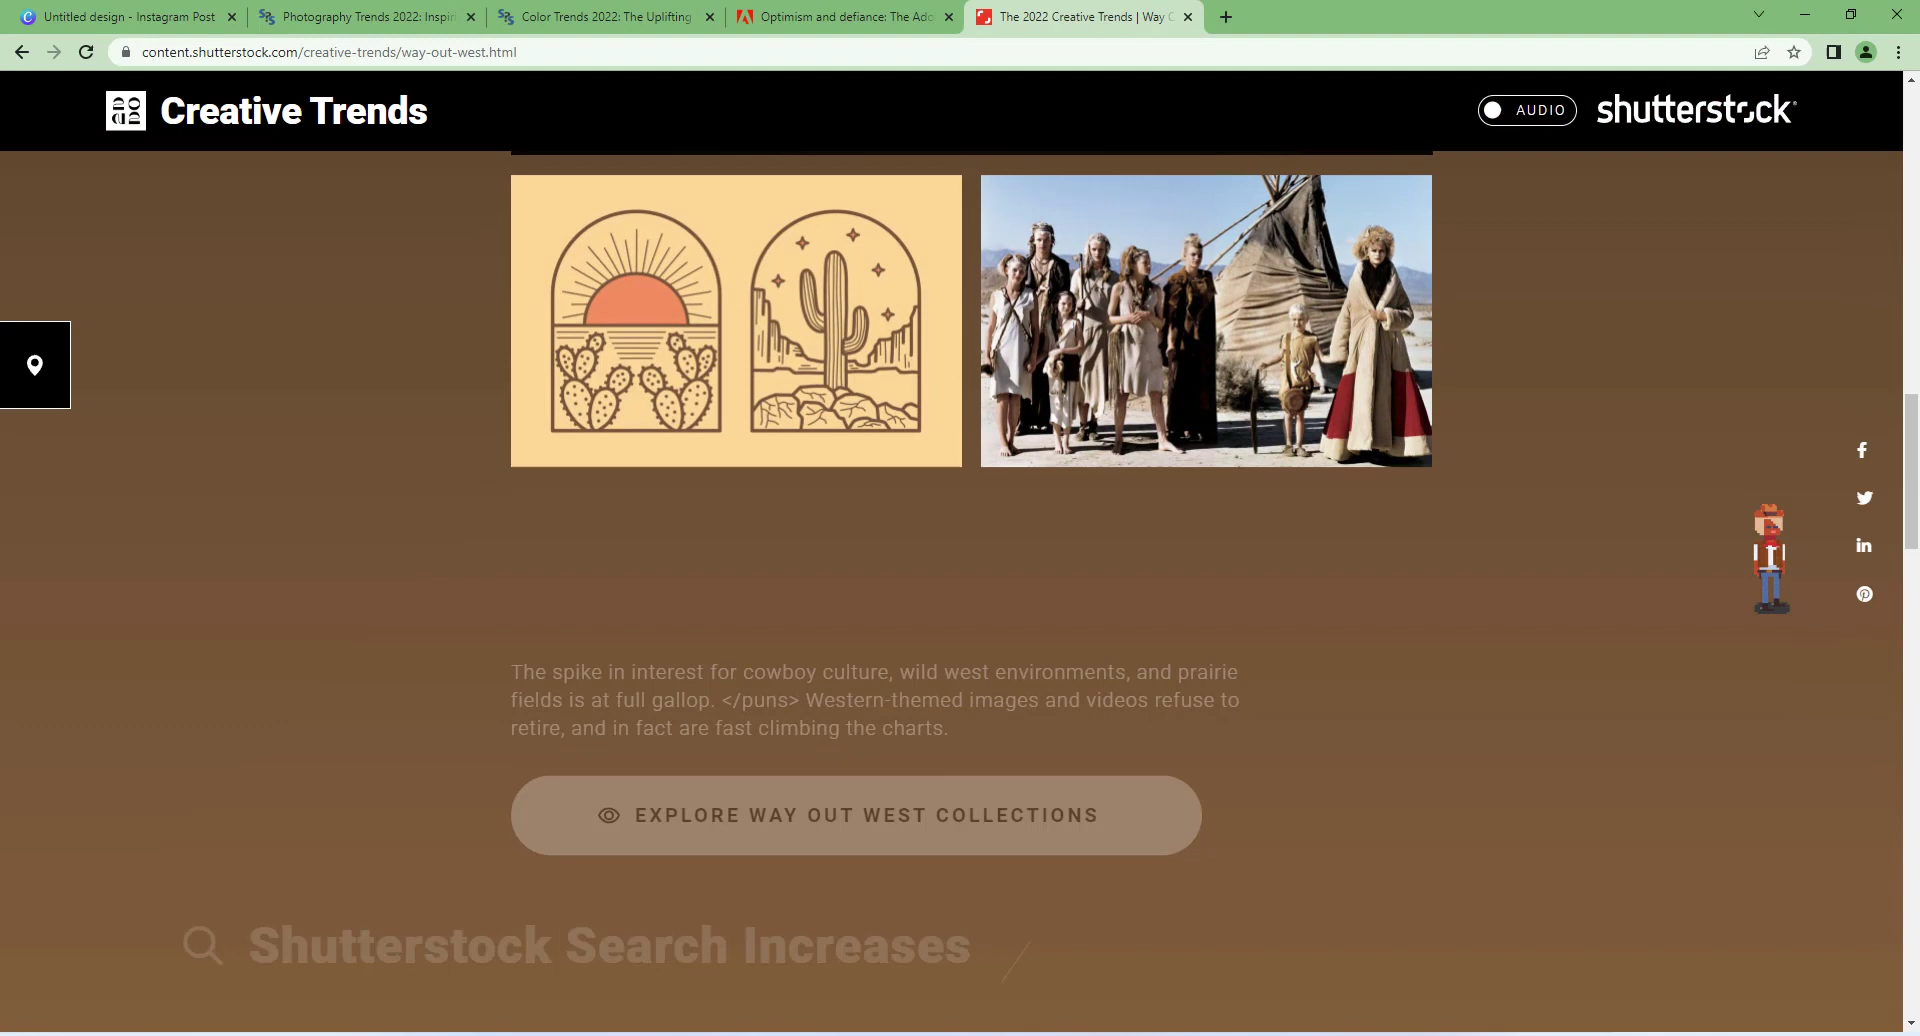 Untitled design - Instagram Post
Photography Trends 2022: Inspiri
Color Trends 2022: The Uplifting
Optimism and defiance: The Ado
The 2022 Creative Trends | Way O
content.shutterstock.com/creative-trends/way-out-west.html
Creative Trends
AUDIO
shutterstock
The spike in interest for cowboy culture, wild west environments, and prairie
fields is at full gallop. </puns> Western-themed images and videos refuse to
retire, and in fact are fast climbing the charts.
EXPLORE WAY OUT WEST COLLECTIONS
Shutterstock Search Increases